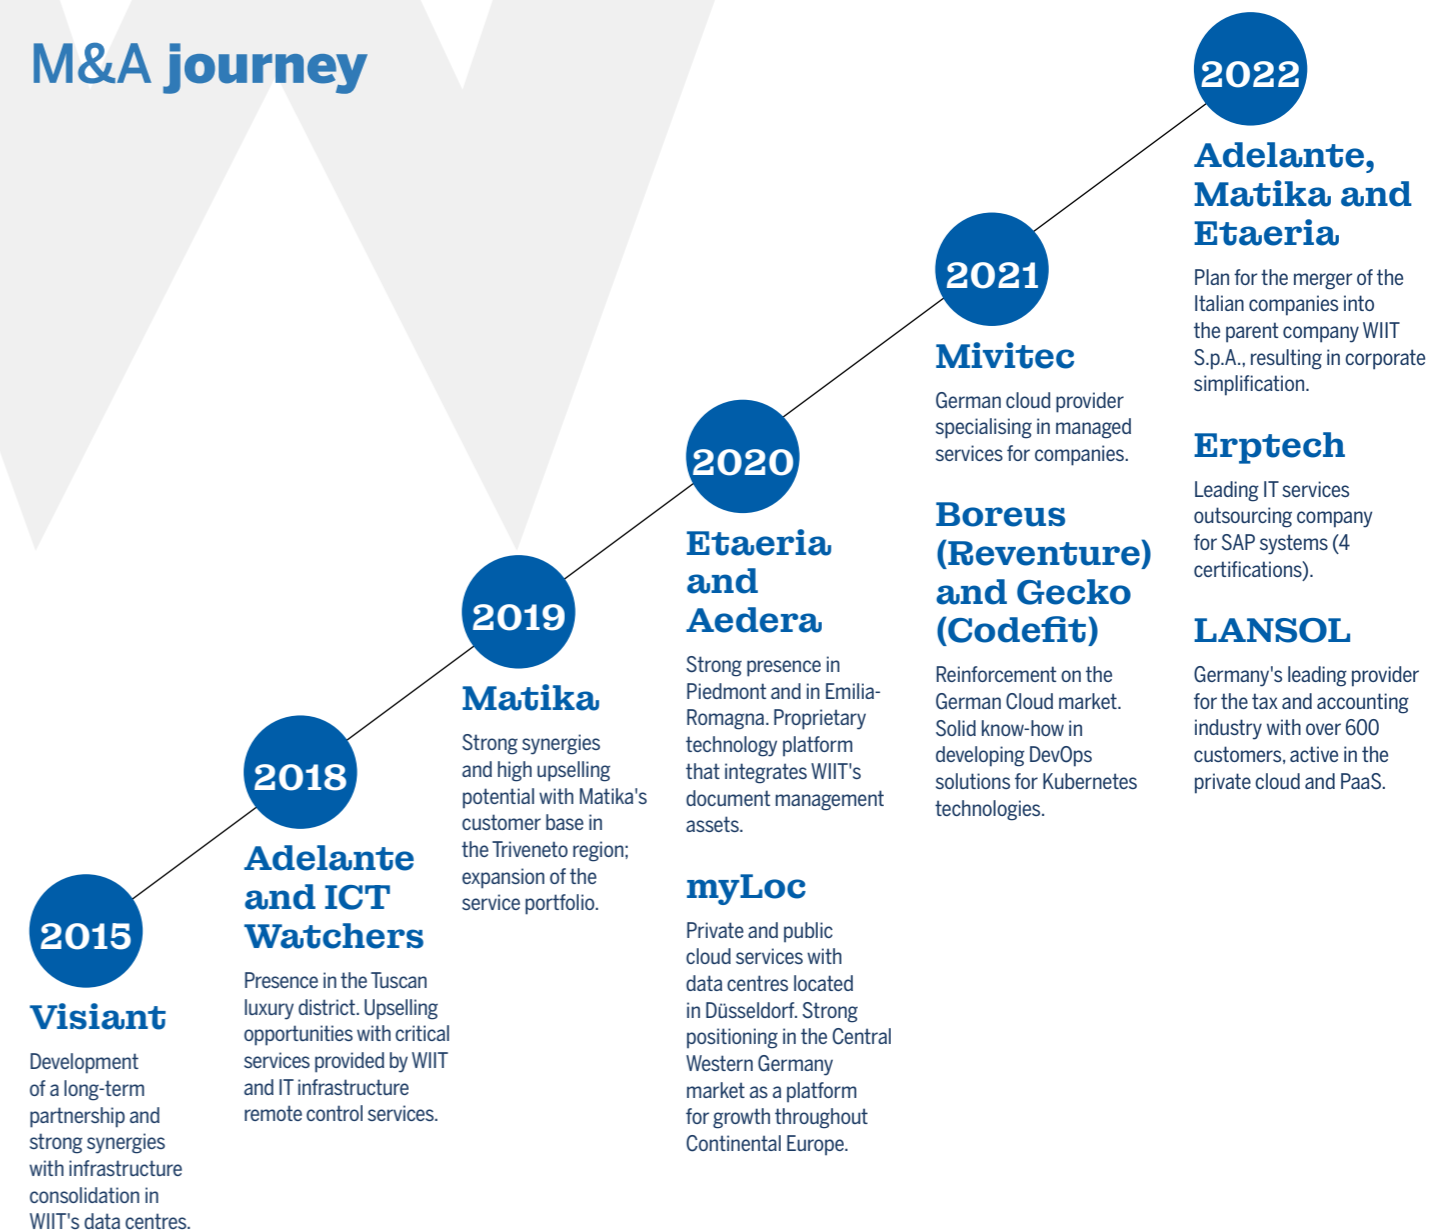 M&A journey
2015
Visiant
Development
of a long-term
partnership and
strong synergies
with infrastructure
consolidation in
WIIT's data centres.
2018
Adelante
and ICT
Watchers
Presence in the Tuscan
luxury district. Upselling
opportunities with critical
services provided by WIIT
and IT infrastructure
remote control services.
2019
Matika
Strong synergies
and high upselling
potential with Matika's
customer base in
the Triveneto region;
expansion of the
service portfolio.
2020
Etaeria
and
Aedera
Strong presence in
Piedmont and in Emilia-
Romagna. Proprietary
technology platform
that integrates WIIT's
document management
assets.
myLoc
Private and public
cloud services with
data centres located
in Düsseldorf. Strong
positioning in the Central
Western Germany
market as a platform
for growth throughout
Continental Europe.
2021
Mivitec
German cloud provider
specialising in managed
services for companies.
Boreus
(Reventure)
and Gecko
(Codefit)
Reinforcement on the
German Cloud market.
Solid know-how in
developing DevOps
solutions for Kubernetes
technologies.
2022
Adelante,
Matika and
Etaeria
Plan for the merger of the
Italian companies into
the parent company WIIT
S.p.A., resulting in corporate
simplification.
Erptech
Leading IT services
outsourcing company
for SAP systems (4
certifications).
LANSOL
Germany's leading provider
for the tax and accounting
industry with over 600
customers, active in the
private cloud and PaaS.